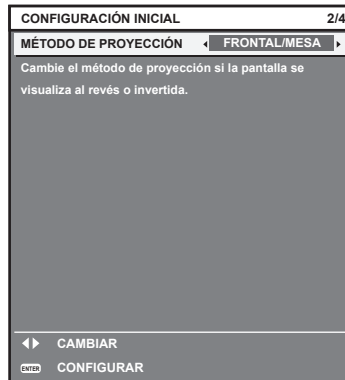 CONFIGURACIÓN INICIAL 2/4
MÉTODO DE PROYECCIÓN FRONTAL/MESA
Cambie el método de proyección si la pantalla se
visualiza al revés o invertida.
CAMBIAR
ENTER CONFIGURAR